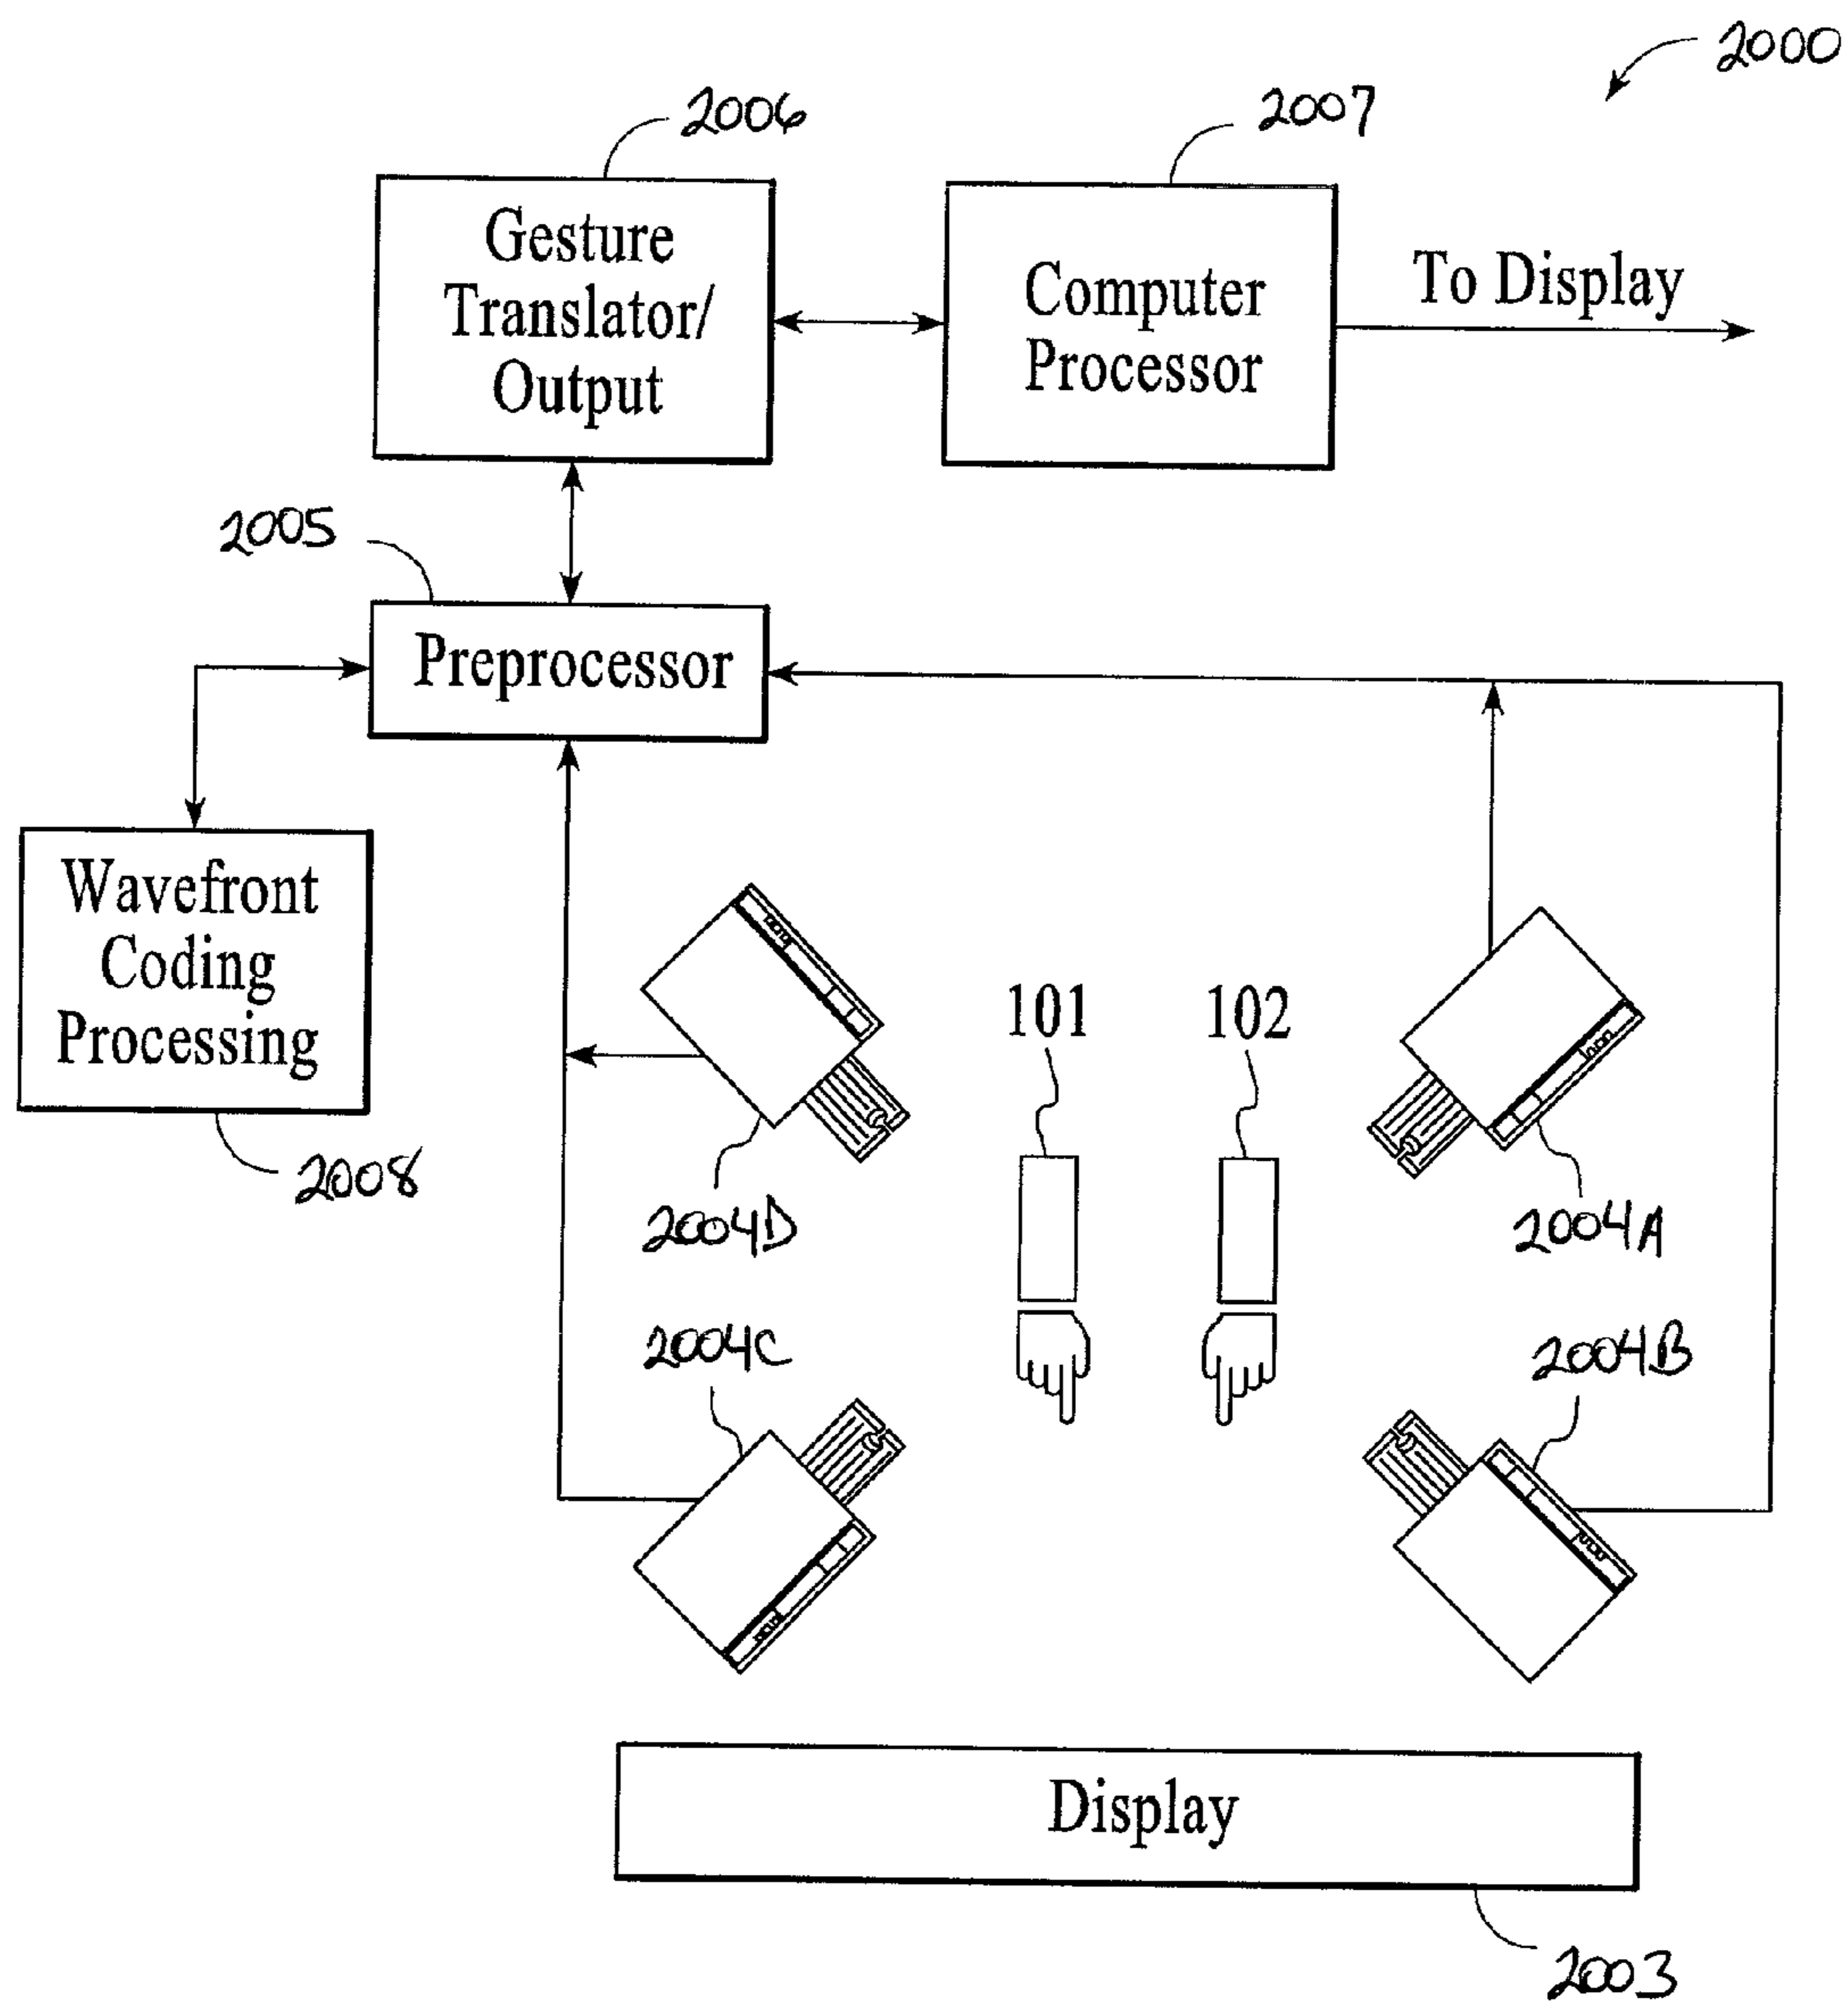 2000
2006
2007
Gesture
Translator/
Output
Computer
Processor
To Display
2005
Preprocessor
Wavefront
Coding
Processing
2008
101
102
2004D
2004A
2004C
2004B
Display
2003